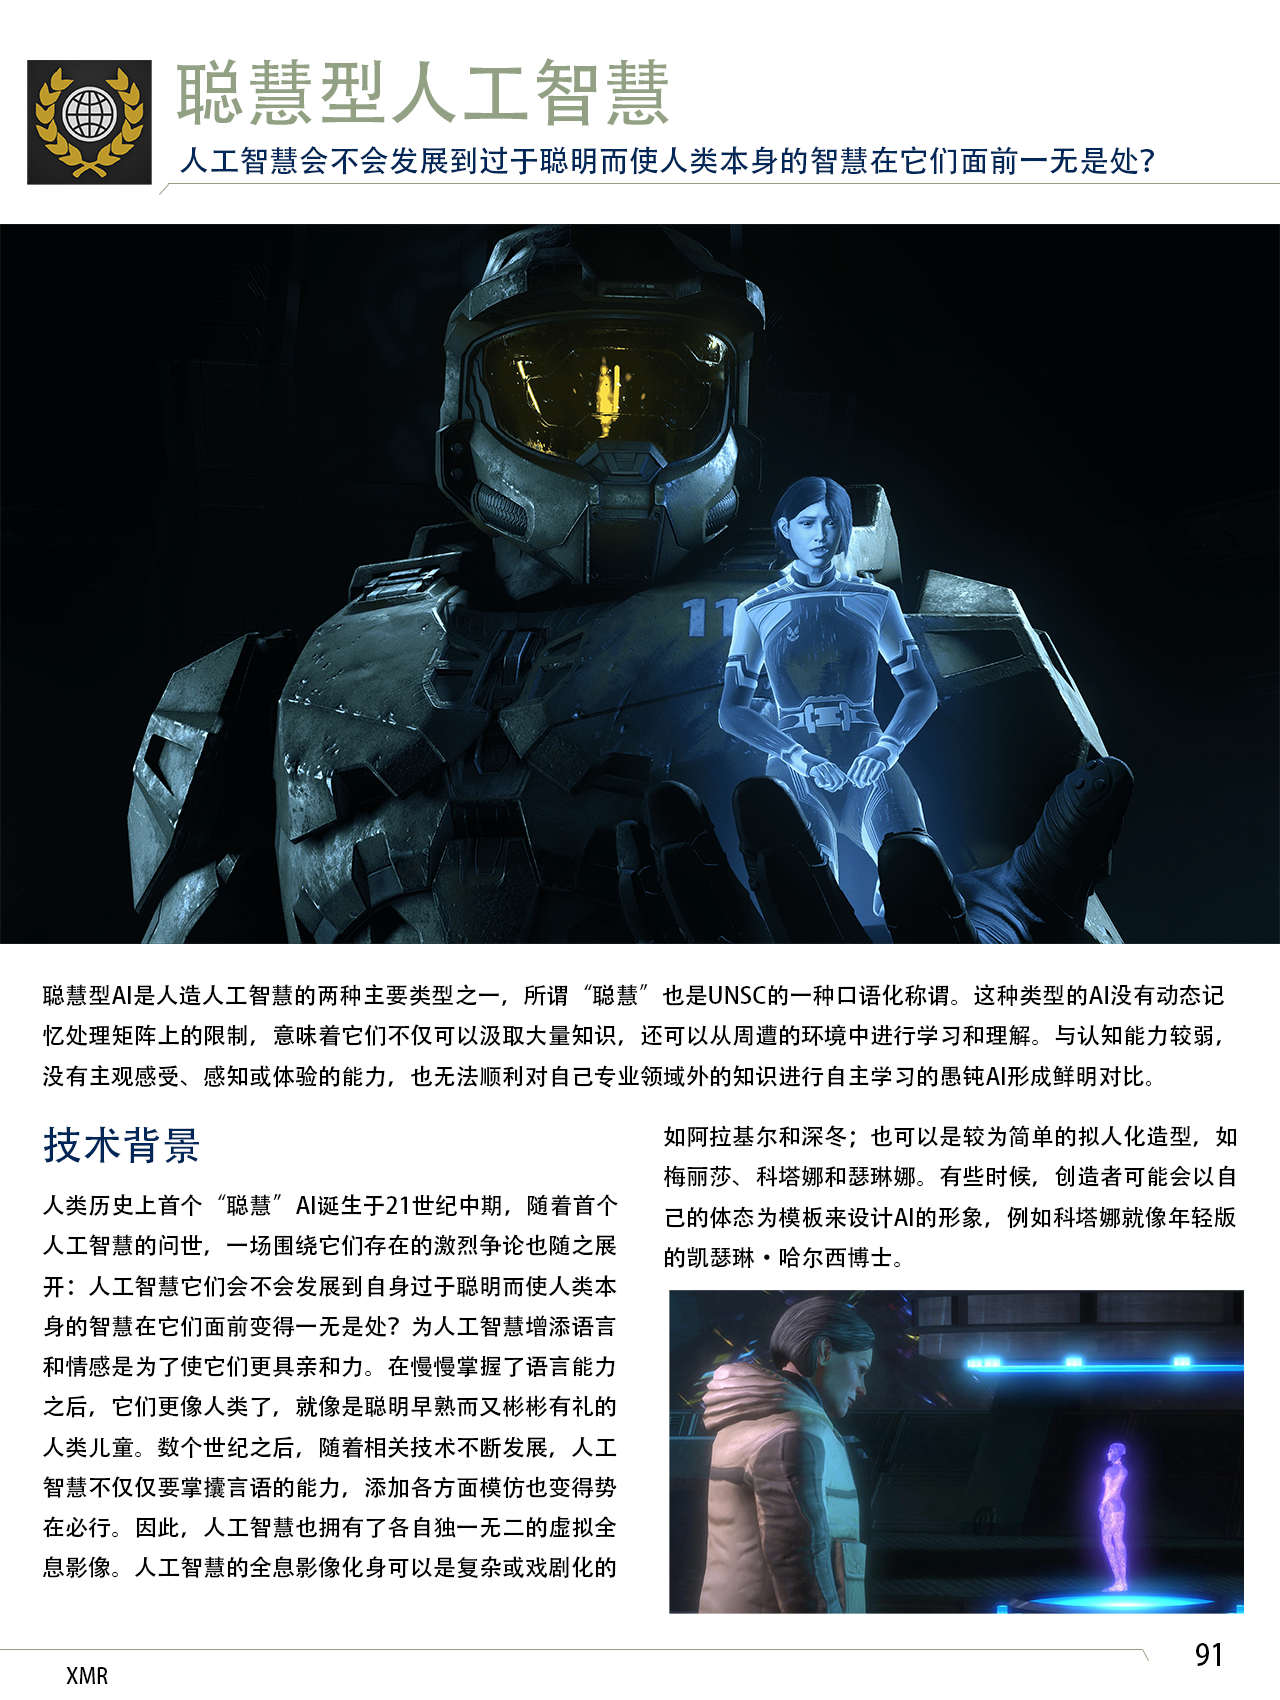 聪慧型人工智慧
人工智慧会不会发展到过于聪明而使人类本身的智慧在它们面前一无是处？
11
聪慧型AI是人造人工智慧的两种主要类型之一，所谓“聪慧”也是UNSC的一种口语化称谓。这种类型的AI没有动态记
忆处理矩阵上的限制，意味着它们不仅可以汲取大量知识，还可以从周遭的环境中进行学习和理解。与认知能力较弱，
没有主观感受、感知或体验的能力，也无法顺利对自己专业领域外的知识进行自主学习的愚钝AI形成鲜明对比。
技术背景
人类历史上首个“聪慧”AI诞生于21世纪中期，随着首个
人工智慧的问世，一场围绕它们存在的激烈争论也随之展
开：人工智慧它们会不会发展到自身过于聪明而使人类本
身的智慧在它们面前变得一无是处？为人工智慧增添语言
和情感是为了使它们更具亲和力。在慢慢掌握了语言能力
之后，它们更像人类了，就像是聪明早熟而又彬彬有礼的
人类儿童。数个世纪之后，随着相关技术不断发展，人工
智慧不仅仅要掌攮言语的能力，添加各方面模仿也变得势
在必行。因此，人工智慧也拥有了各自独一无二的虚拟全
息影像。人工智慧的全息影像化身可以是复杂或戏剧化的
如阿拉基尔和深冬；也可以是较为简单的拟人化造型，如
梅丽莎、科塔娜和瑟琳娜。有些时候，创造者可能会以自
己的体态为模板来设计AI的形象，例如科塔娜就像年轻版
的凯瑟琳·哈尔西博士。
91
XMR